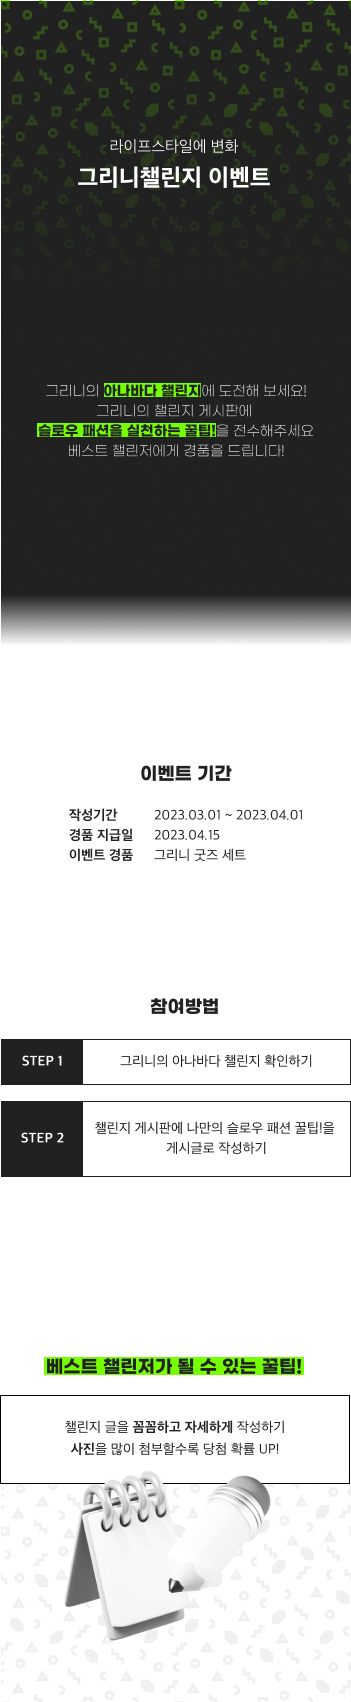 라이프스타일에 변화
그리니챌린지 이벤트
그리니의 아나바다 챌린지에 도전해 보세요!
그리니의 챌린지 게시판에
슬로우 패션을 실천하는 꿀팁!을 전수해주세요
베스트 챌린저에게 경품을 드립니다!
이벤트 기간
작성기간 2023.03.01 ~ 2023.04.01
경품 지급일 2023.04.15
이벤트 경품 그리니 굿즈 세트
참여방법
STEP 1 그리니의 아나바다 챌린지 확인하기
STEP 2 챌린지 게시판에 나만의 슬로우 패션 꿀팁!을
게시글로 작성하기
베스트 챌린저가 될 수 있는 꿀팁!
챌린지 글을 꼼꼼하고 자세하게 작성하기
사진을 많이 첨부할수록 당첨 확률 UP!